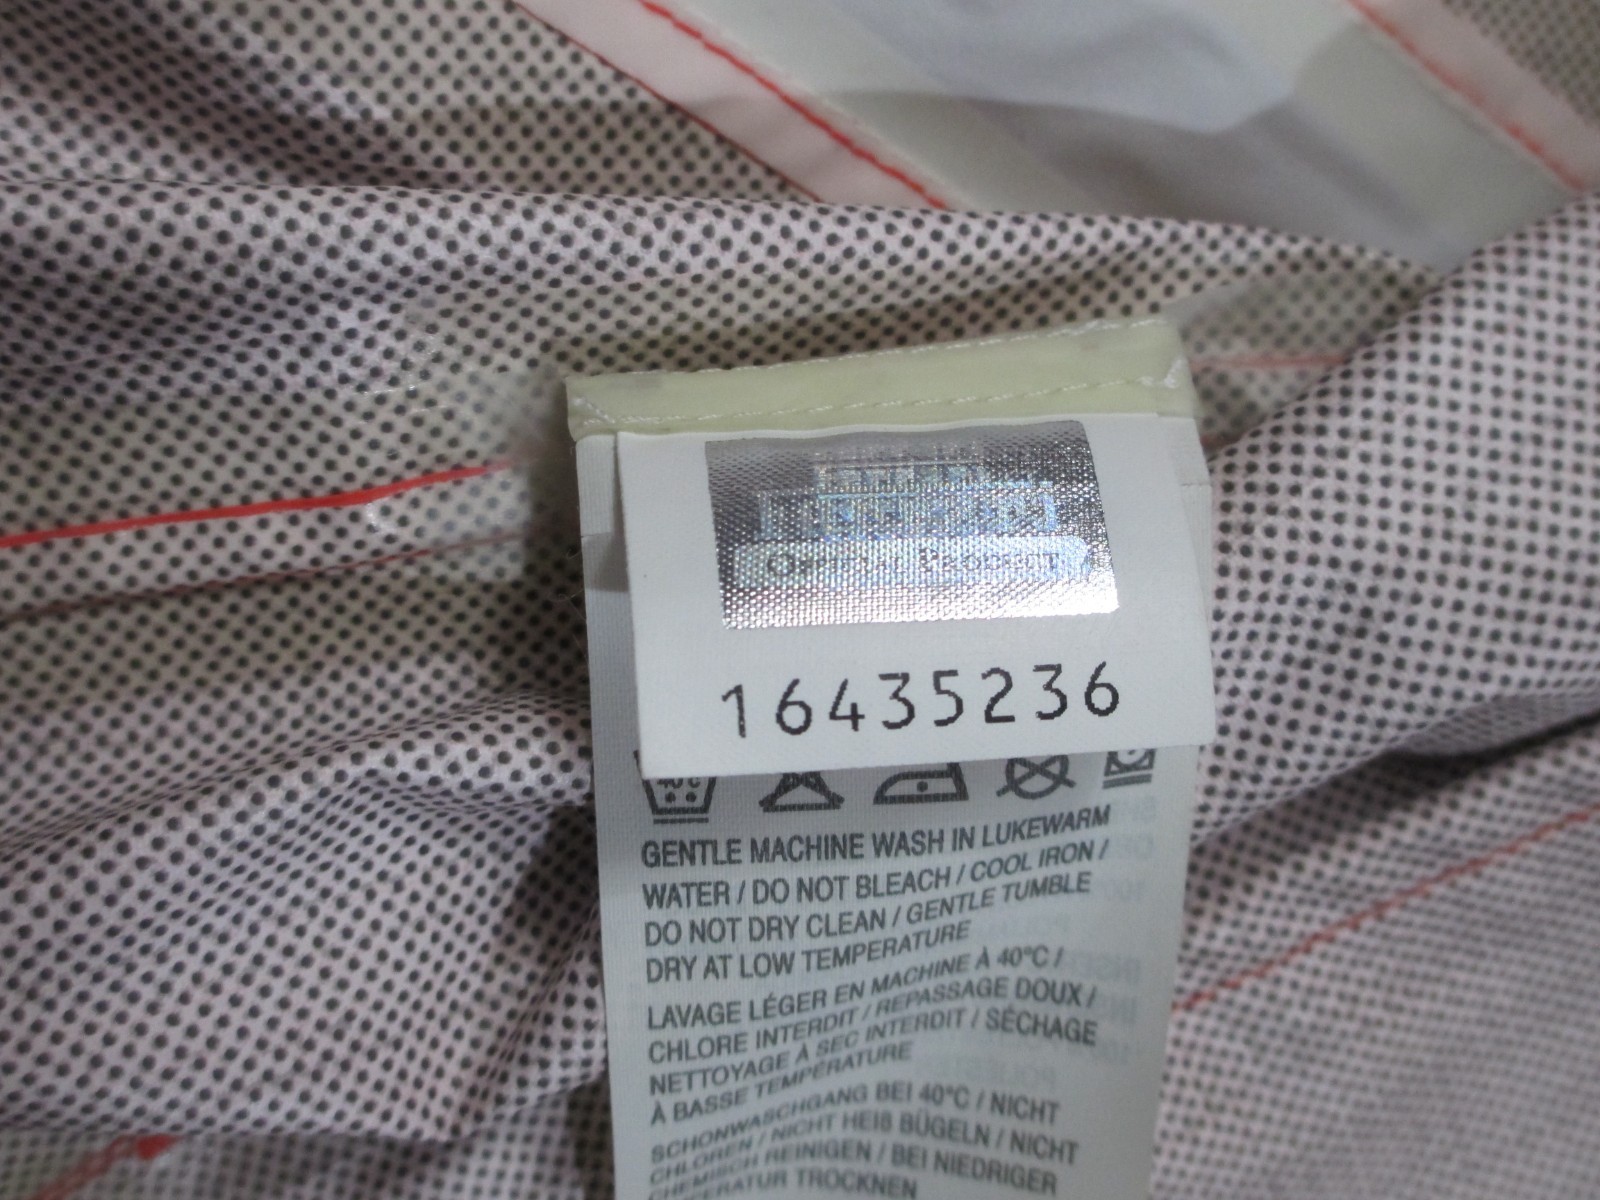 OFFICIAL PRODUCT
16435236
GENTLE MACHINE WASH IN LUKEWARM
WATER / DO NOT BLEACH / COOL IRON /
DO NOT DRY CLEAN / GENTLE TUMBLE
DRY AT LOW TEMPERATURE
LAVAGE LÉGER EN MACHINE À 40°C /
CHLORE INTERDIT / REPASSAGE DOUX /
NETTOYAGE À SEC INTERDIT / SÉCHAGE
À BASSE TEMPÉRATURE
SCHONWASCHGANG BEI 40°C / NICHT
CHLOREN / NICHT HEIß BÜGELN / NICHT
CHEMISCH REINIGEN / BEI NIEDRIGER
TEMPERATUR TROCKNEN